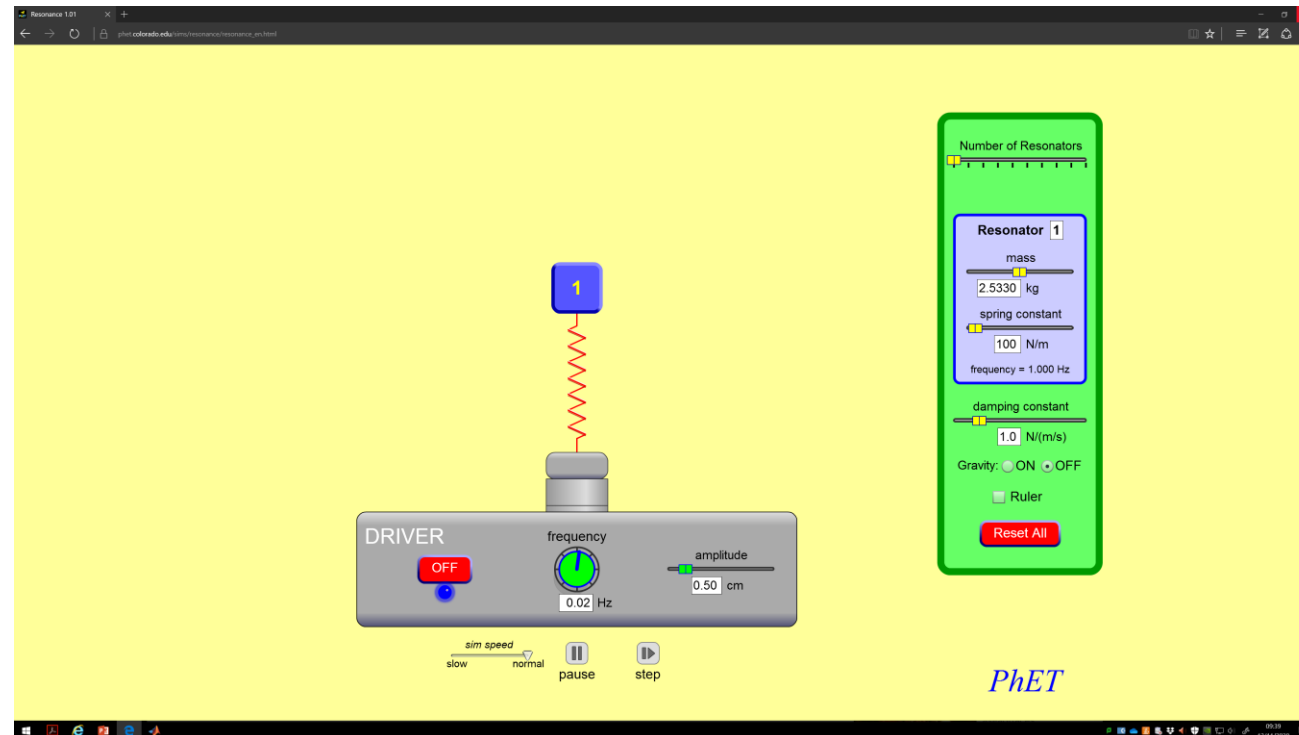 Resonance 1.01
phet.colorado.edu/sims/resonance/resonance_en.html
Number of Resonators
Resonator 1
mass
2.5330 kg
spring constant
100 N/m
frequency = 1.000 Hz
damping constant
1.0 N/(m/s)
Gravity: ON OFF
Ruler
Reset All
1
DRIVER
OFF
frequency
0.02 Hz
amplitude
0.50 cm
sim speed
slow normal
pause
step
PhET
09:39